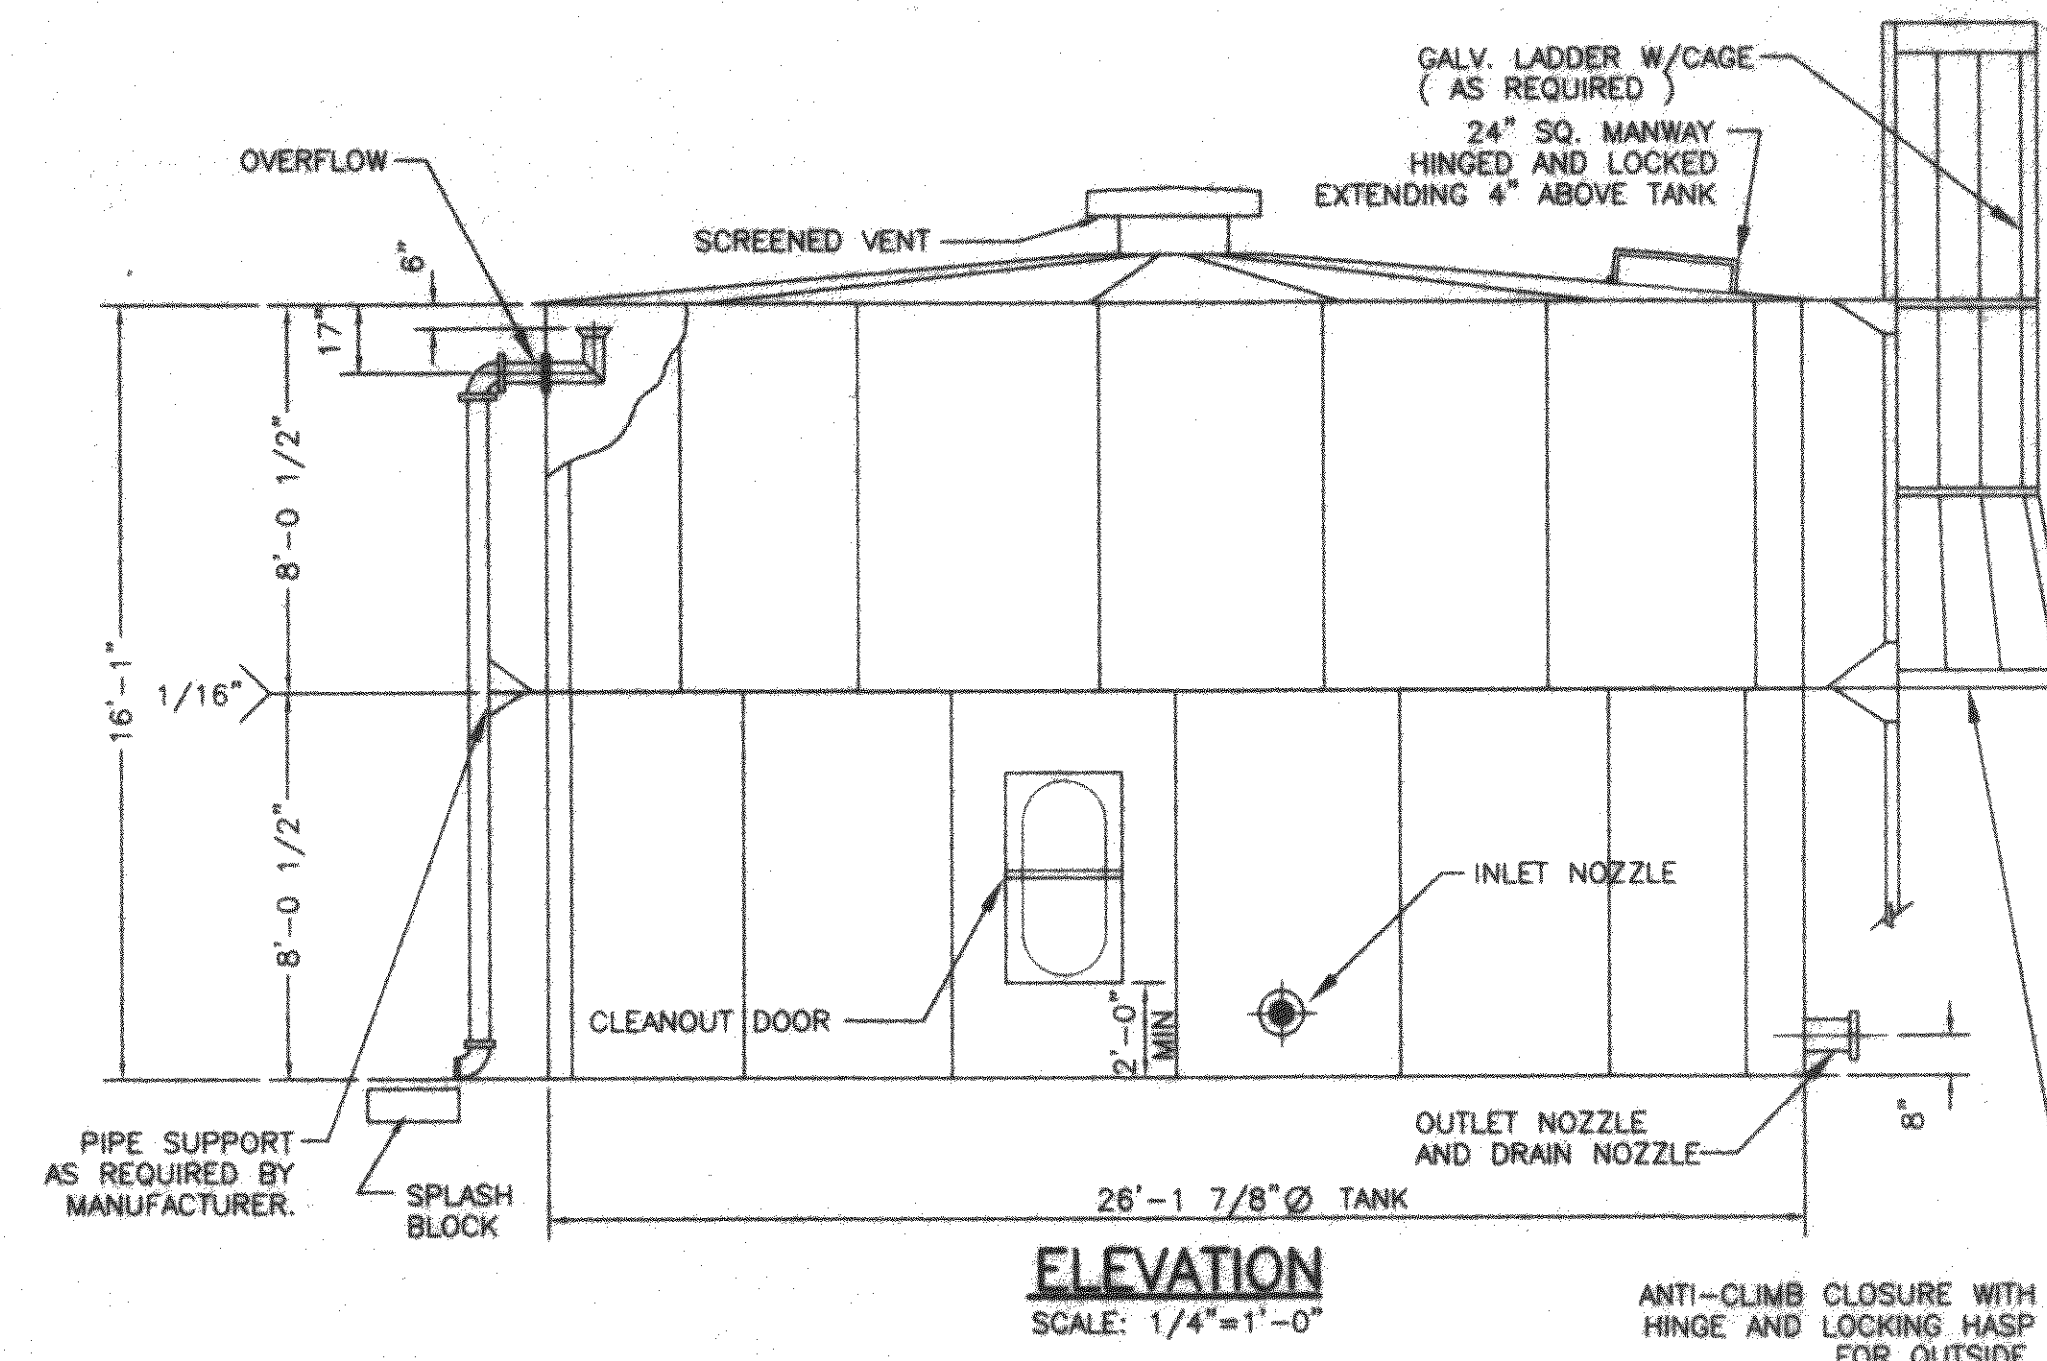 GALV. LADDER W/CAGE
( AS REQUIRED )
24" SQ. MANWAY
HINGED AND LOCKED
EXTENDING 4" ABOVE TANK
OVERFLOW
SCREENED VENT
6"
17"
8'-0 1/2"
16'-1"
1/16"
8'-0 1/2"
INLET NOZZLE
CLEANOUT DOOR
2'-0"
MIN
8"
OUTLET NOZZLE
AND DRAIN NOZZLE
PIPE SUPPORT
AS REQUIRED BY
MANUFACTURER.
SPLASH
BLOCK
26'-1 7/8"Ø TANK
ELEVATION
SCALE: 1/4"=1'-0"
ANTI-CLIMB CLOSURE WITH
HINGE AND LOCKING HASP
FOR OUTSIDE